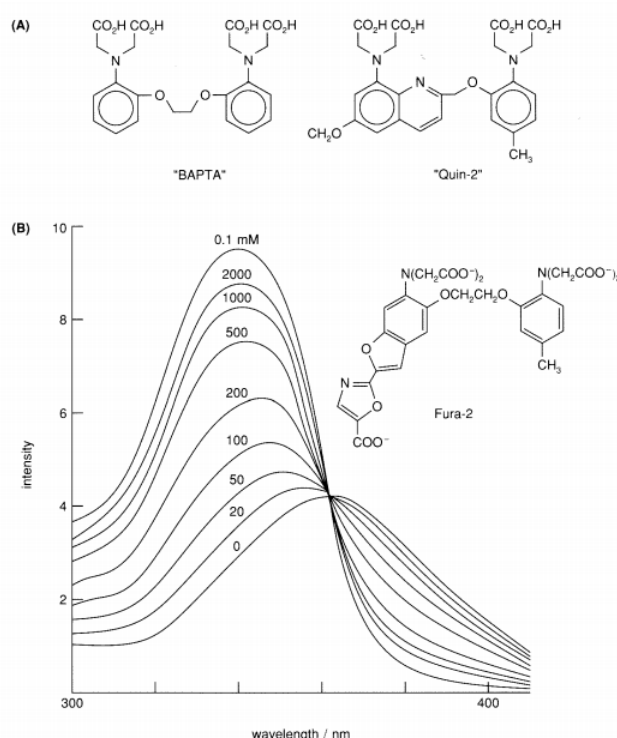 (A)
CO₂H CO₂H CO₂H CO₂H CO₂H CO₂H CO₂H CO₂H
N N N N
O O N O
CH₂O
CH₃
"BAPTA" "Quin-2"
(B)
10
8
6
4
2
intensity
0.1 mM
2000
1000
500
200
100
50
20
0
N(CH₂COO⁻)₂ N(CH₂COO⁻)₂
OCH₂CH₂O
O
N
O
CH₃
COO⁻
Fura-2
300 400
wavelength / nm